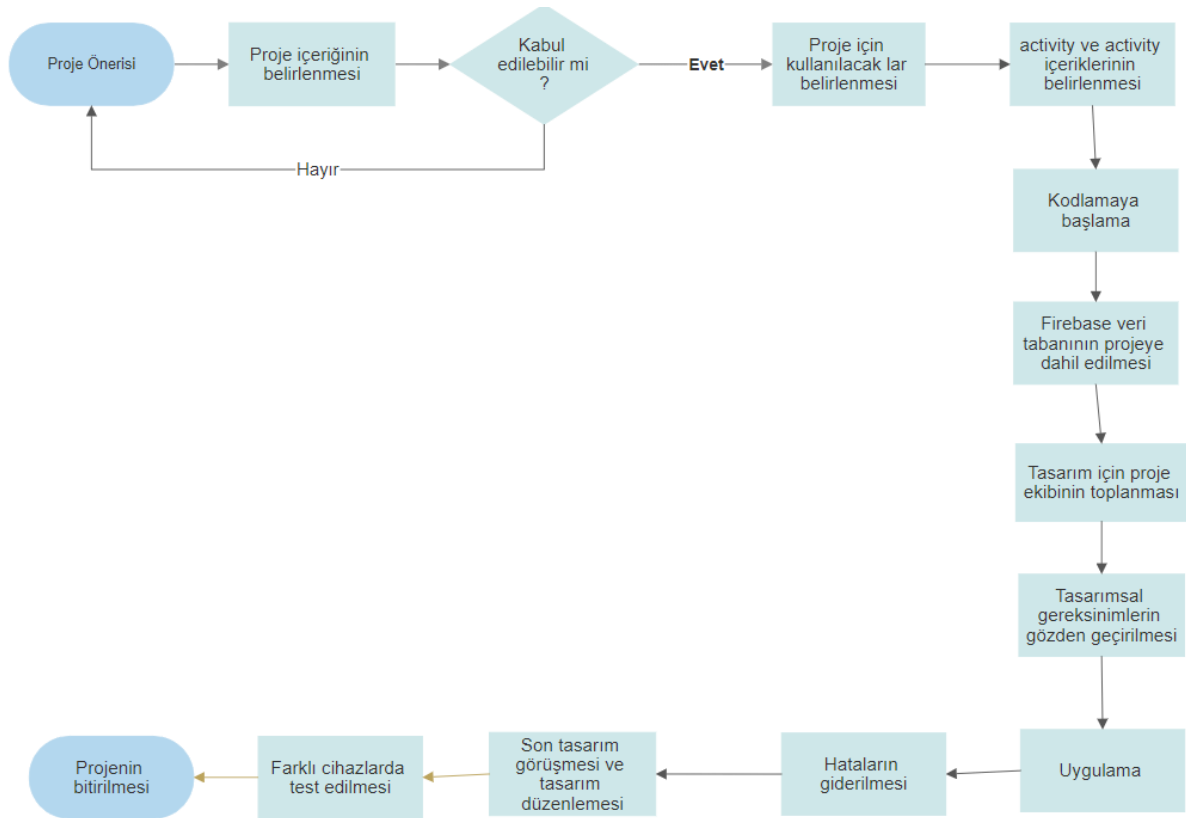 Proje Önerisi
Proje içeriğinin
belirlenmesi
Kabul
edilebilir mi
?
Evet
Hayır
Proje için
kullanılacak lar
belirlenmesi
activity ve activity
içeriklerinin
belirlenmesi
Kodlamaya
başlama
Firebase veri
tabanının projeye
dahil edilmesi
Tasarım için proje
ekibinin toplanması
Tasarımsal
gereksinimlerin
gözden geçirilmesi
Uygulama
Hataların
giderilmesi
Son tasarım
görüşmesi ve
tasarım
düzenlemesi
Farklı cihazlarda
test edilmesi
Projenin
bitirilmesi